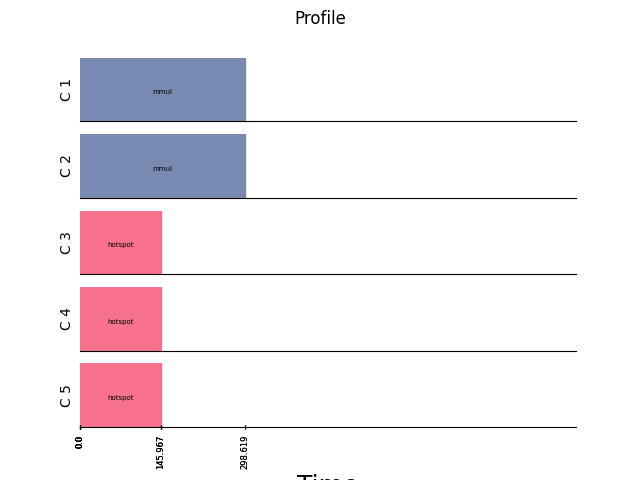 Profile
C 1
mmul
C 2
mmul
C 3
hotspot
C 4
hotspot
C 5
hotspot
0.0
145.967
298.619
Time